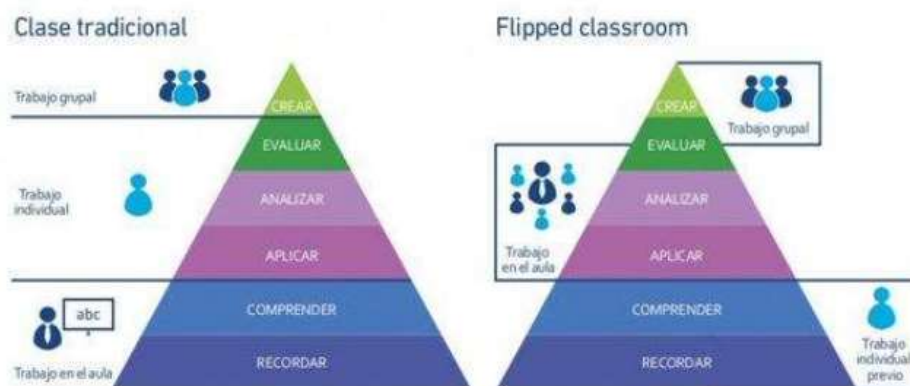 Clase tradicional
Trabajo grupal
Trabajo
individual
abc
Trabajo en el aula
CREAR
EVALUAR
ANALIZAR
APLICAR
COMPRENDER
RECORDAR
Flipped classroom
CREAR
EVALUAR
ANALIZAR
APLICAR
COMPRENDER
RECORDAR
Trabajo grupal
Trabajo
en el aula
Trabajo
individual
previo